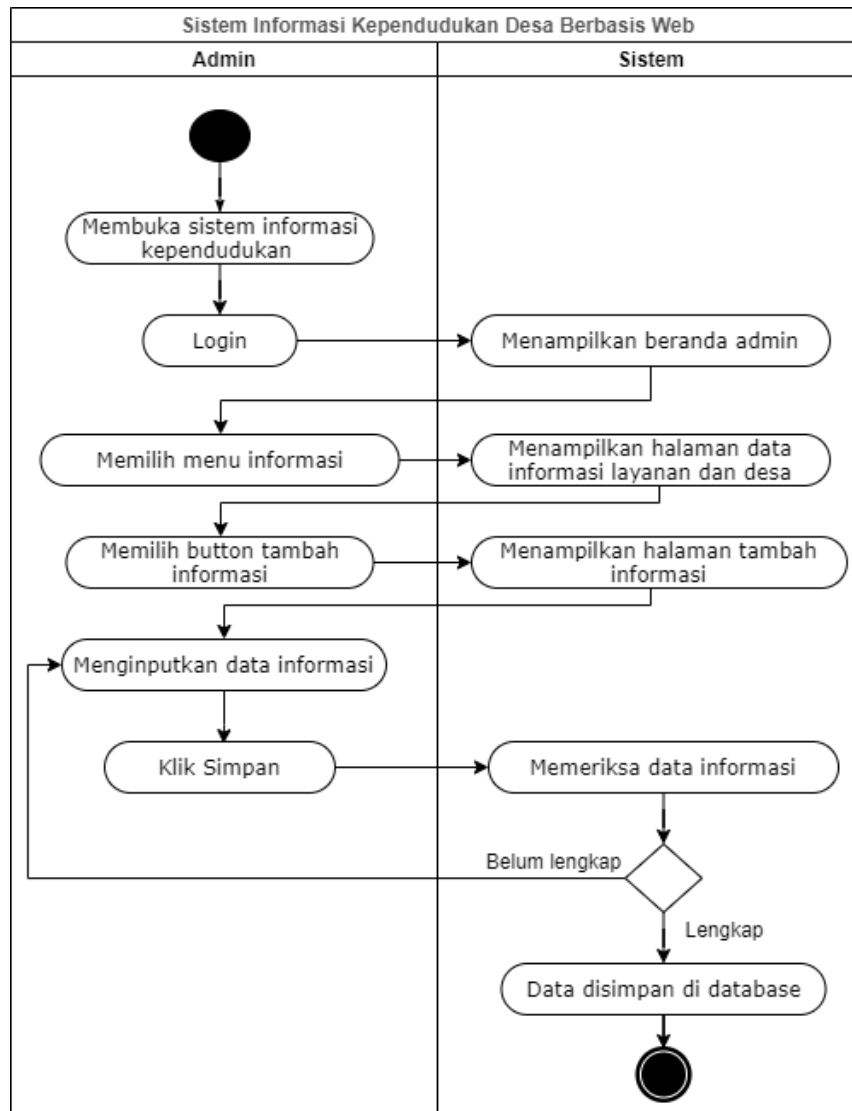 Sistem Informasi Kependudukan Desa Berbasis Web
Admin
Sistem
Membuka sistem informasi
kependudukan
Login
Menampilkan beranda admin
Memilih menu informasi
Menampilkan halaman data
informasi layanan dan desa
Memilih button tambah
informasi
Menampilkan halaman tambah
informasi
Menginputkan data informasi
Klik Simpan
Memeriksa data informasi
Belum lengkap
Lengkap
Data disimpan di database